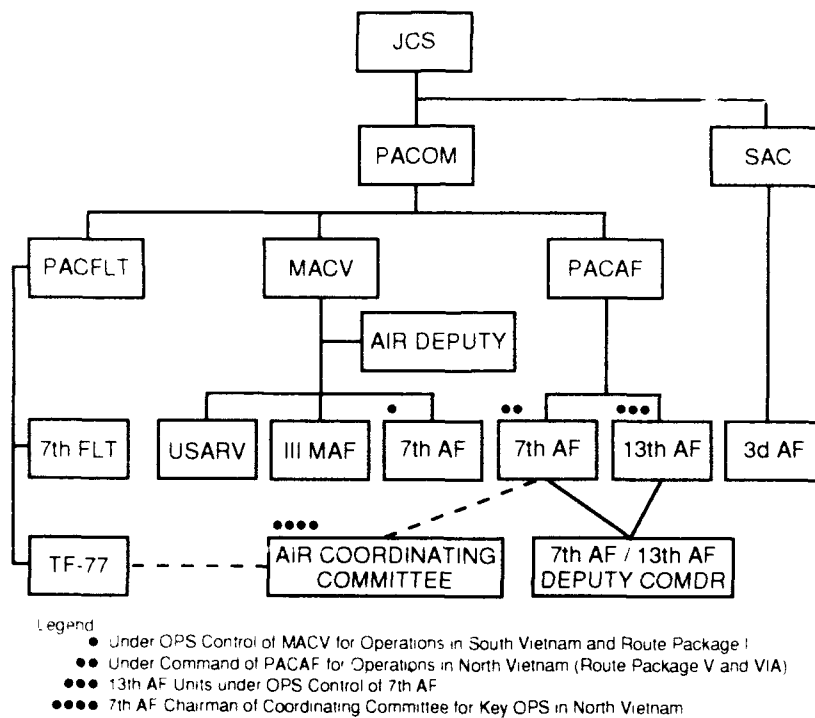 JCS
PACOM
SAC
PACFLT
MACV
PACAF
AIR DEPUTY
7th FLT
USARV
III MAF
•
7th AF
••
7th AF
•••
13th AF
3d AF
TF-77
••••
AIR COORDINATING
COMMITTEE
7th AF / 13th AF
DEPUTY COMDR
Legend
• Under OPS Control of MACV for Operations in South Vietnam and Route Package I
•• Under Command of PACAF for Operations in North Vietnam (Route Package V and VIA)
••• 13th AF Units under OPS Control of 7th AF
•••• 7th AF Chairman of Coordinating Committee for Key OPS in North Vietnam